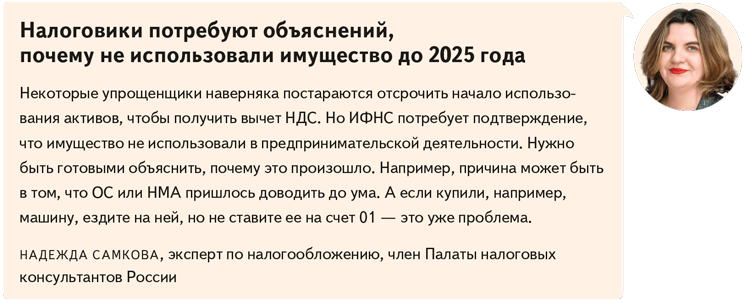 Налоговики потребуют объяснений,
почему не использовали имущество до 2025 года
Некоторые упрощенщики наверняка постараются отсрочить начало использо-
вания активов, чтобы получить вычет НДС. Но ИФНС потребует подтверждение,
что имущество не использовали в предпринимательской деятельности. Нужно
быть готовыми объяснить, почему это произошло. Например, причина может быть
в том, что ОС или НМА пришлось доводить до ума. А если купили, например,
машину, ездите на ней, но не ставите ее на счет 01 — это уже проблема.
НАДЕЖДА САМКОВА, эксперт по налогообложению, член Палаты налоговых
консультантов России